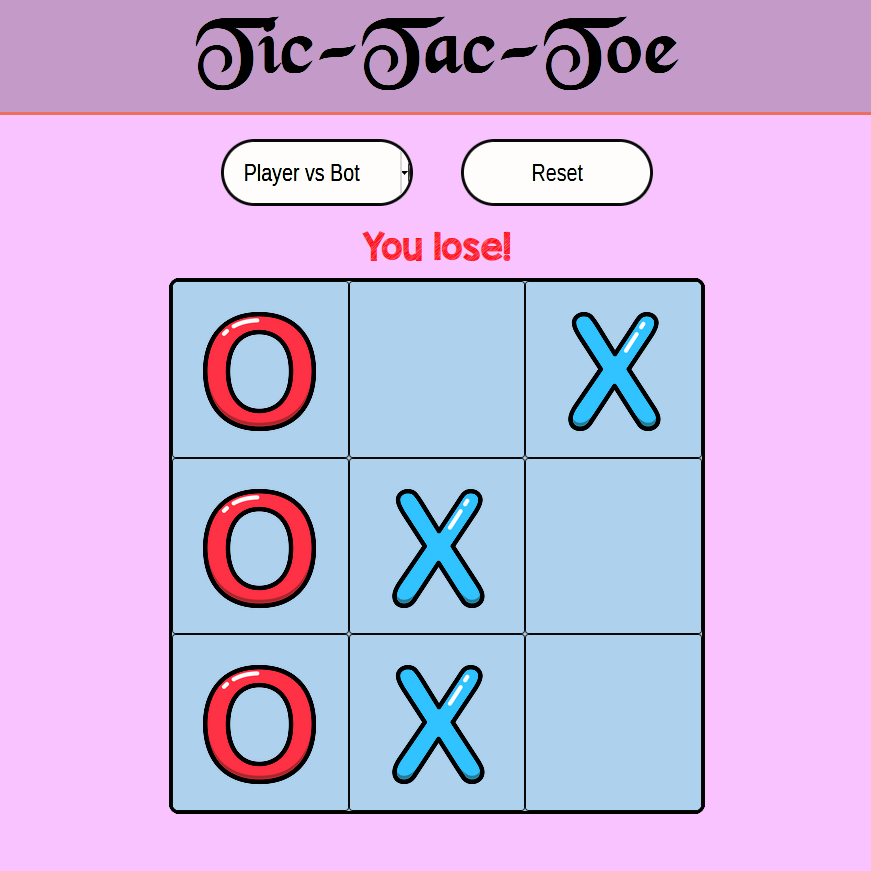 Tic-Tac-Toe
Player vs Bot
Reset
You lose!
O X
O X
O X